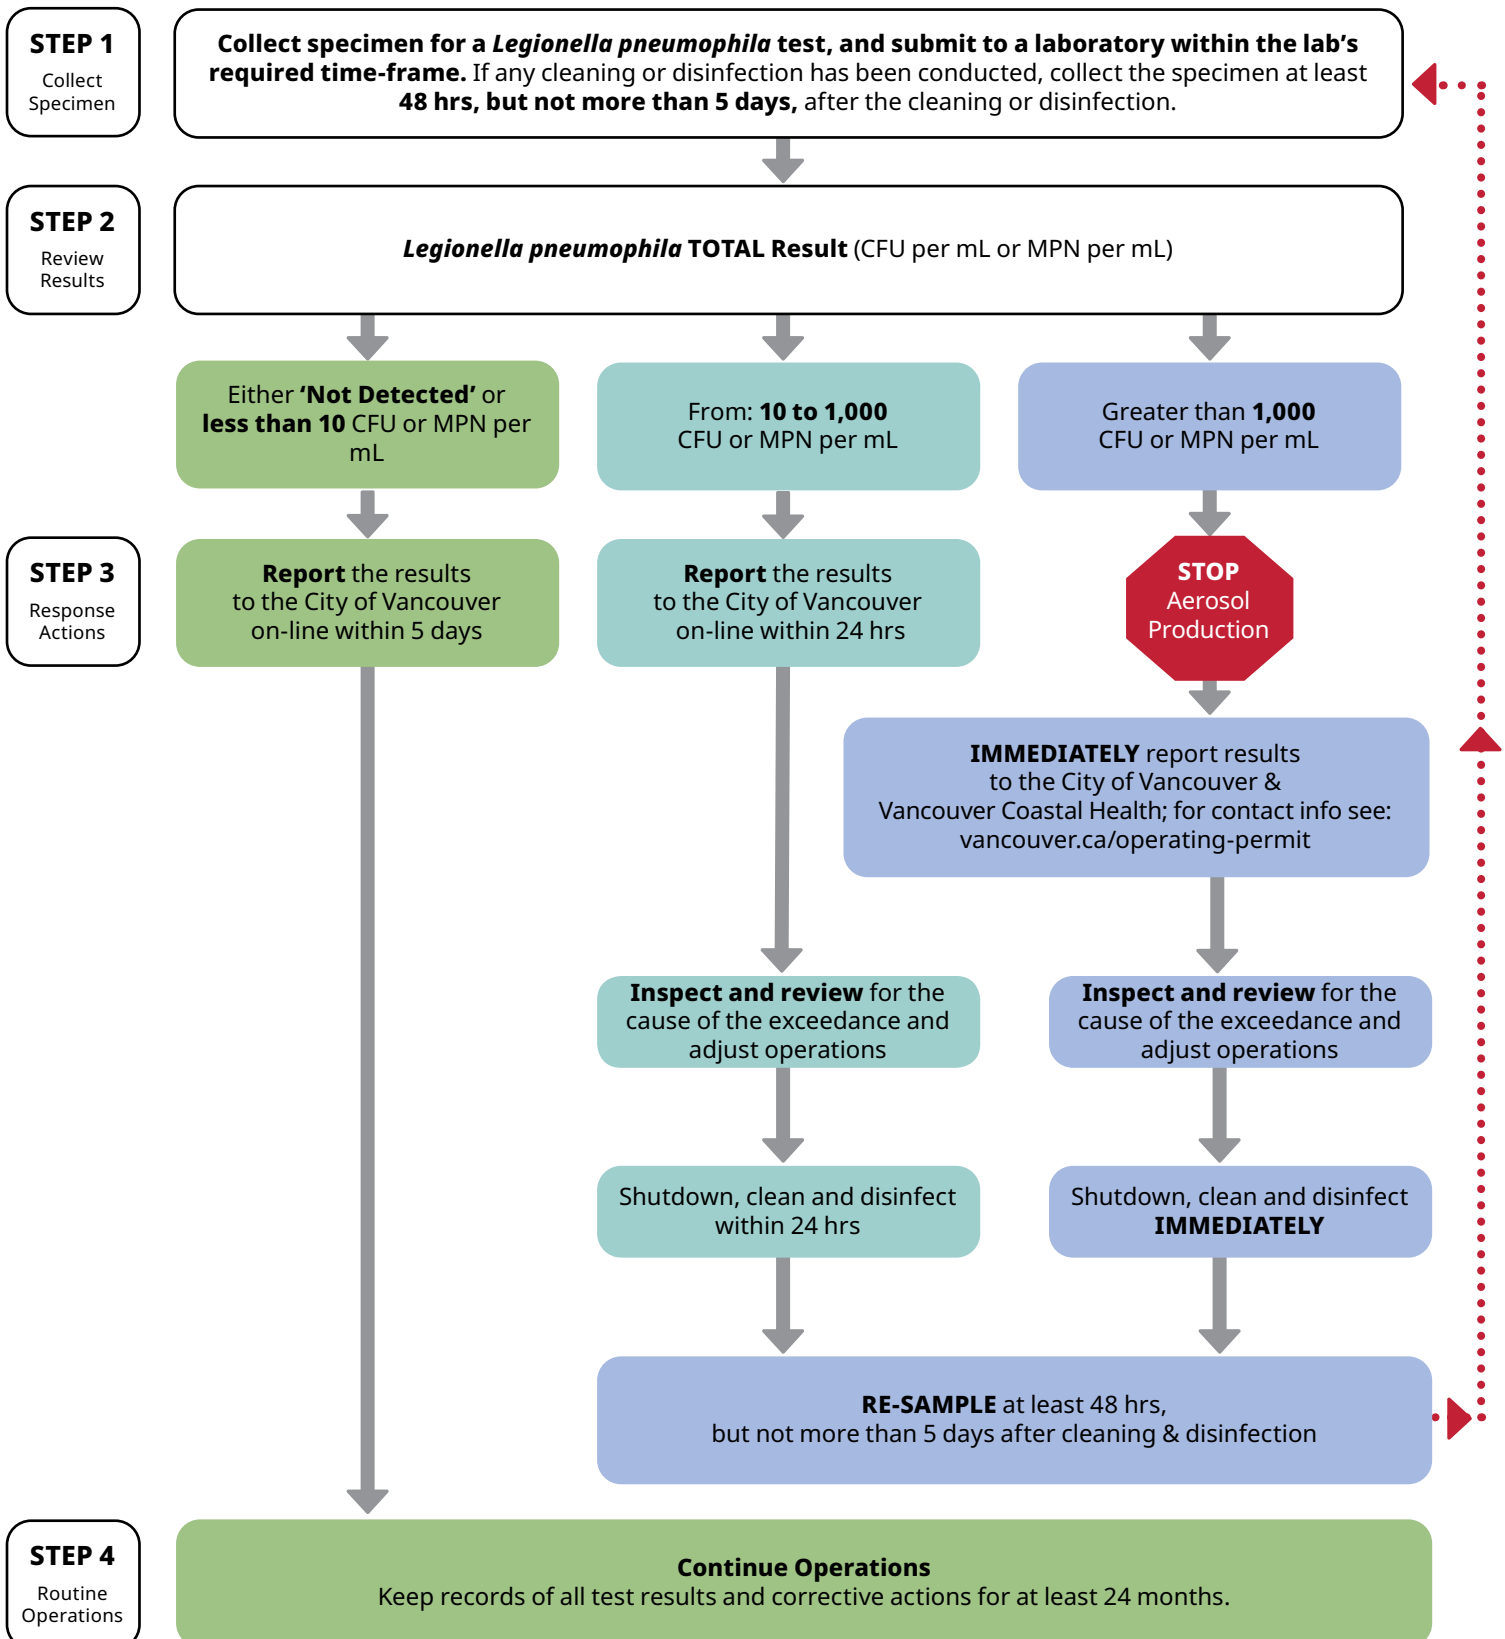 STEP 1
Collect
Specimen
Collect specimen for a Legionella pneumophila test, and submit to a laboratory within the lab’s
required time-frame. If any cleaning or disinfection has been conducted, collect the specimen at least
48 hrs, but not more than 5 days, after the cleaning or disinfection.
STEP 2
Review
Results
Legionella pneumophila TOTAL Result (CFU per mL or MPN per mL)
Either ‘Not Detected’ or
less than 10 CFU or MPN per
mL
From: 10 to 1,000
CFU or MPN per mL
Greater than 1,000
CFU or MPN per mL
STEP 3
Response
Actions
Report the results
to the City of Vancouver
on-line within 5 days
Report the results
to the City of Vancouver
on-line within 24 hrs
STOP
Aerosol
Production
IMMEDIATELY report results
to the City of Vancouver &
Vancouver Coastal Health; for contact info see:
vancouver.ca/operating-permit
Inspect and review for the
cause of the exceedance and
adjust operations
Inspect and review for the
cause of the exceedance and
adjust operations
Shutdown, clean and disinfect
within 24 hrs
Shutdown, clean and disinfect
IMMEDIATELY
RE-SAMPLE at least 48 hrs,
but not more than 5 days after cleaning & disinfection
STEP 4
Routine
Operations
Continue Operations
Keep records of all test results and corrective actions for at least 24 months.